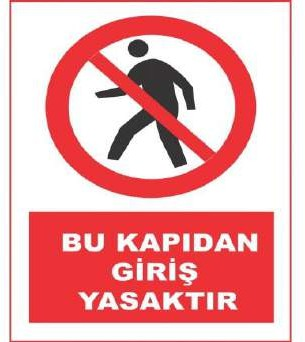 BU KAPIDAN
GİRİŞ
YASAKTIR